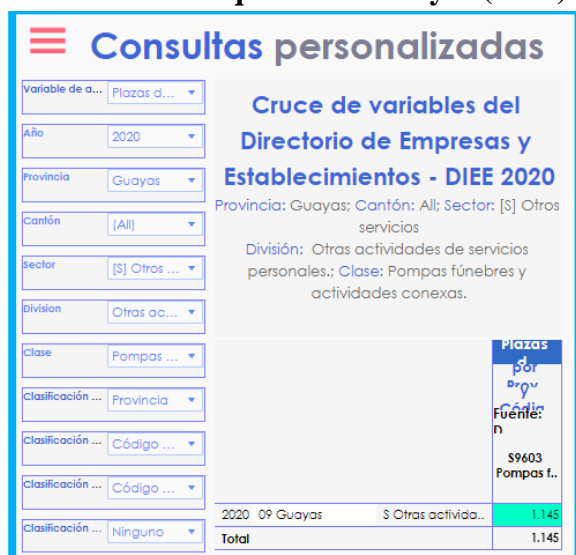 Consultas personalizadas
Variable de a... Plazas d...
Año 2020
Provincia Guayas
Cantón (All)
Sector [S] Otros ...
Division Otras ac...
Clase Pompas ...
Clasificación ... Provincia
Clasificación ... Código ...
Clasificación ... Código ...
Clasificación ... Ninguno
Cruce de variables del
Directorio de Empresas y
Establecimientos - DIEE 2020
Provincia: Guayas; Cantón: All; Sector: [S] Otros
servicios
División: Otras actividades de servicios
personales.; Clase: Pompas fúnebres y
actividades conexas.
Plazas
d
por
Prov
y
Fuente:
D
S9603
Pompas f..
2020 09 Guayas S Otras activida.. 1.145
Total 1.145